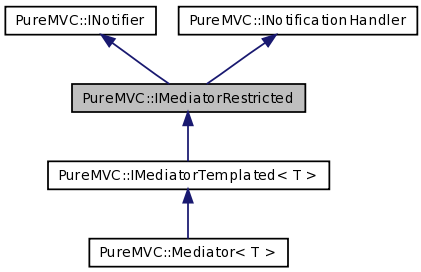 PureMVC::INotifier
PureMVC::INotificationHandler
PureMVC::IMediatorRestricted
PureMVC::IMediatorTemplated< T >
PureMVC::Mediator< T >